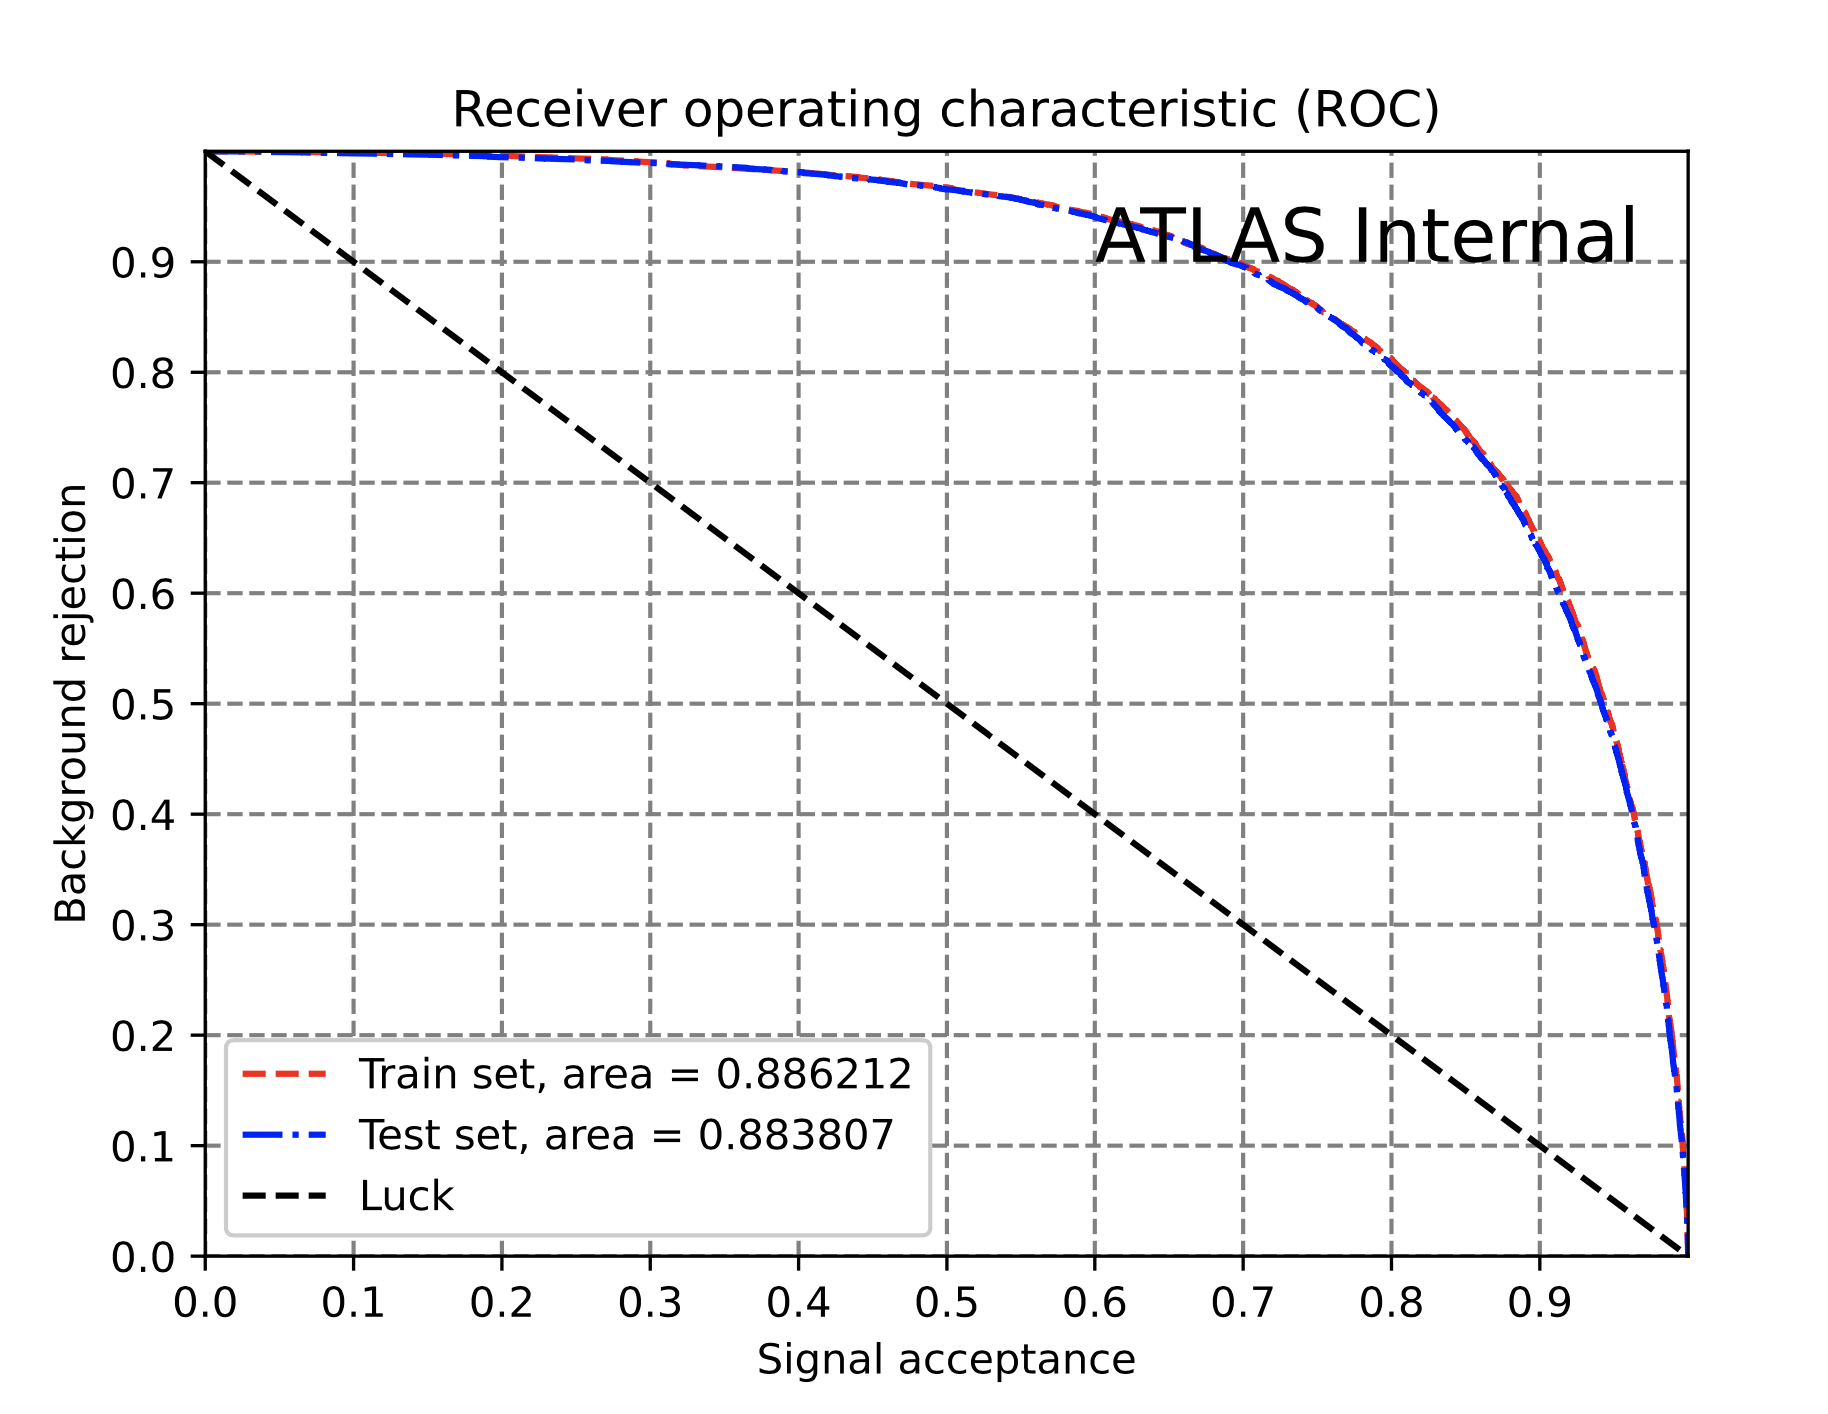 Receiver operating characteristic (ROC)
ATLAS Internal
Background rejection
0.9
0.8
0.7
0.6
0.5
0.4
0.3
0.2
0.1
0.0
Train set, area = 0.886212
Test set, area = 0.883807
Luck
0.0 0.1 0.2 0.3 0.4 0.5 0.6 0.7 0.8 0.9
Signal acceptance